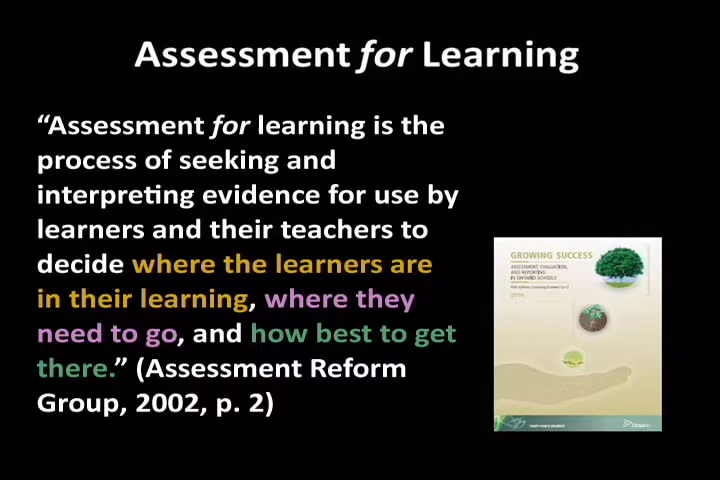 Assessment for Learning
“Assessment for learning is the
process of seeking and
interpreting evidence for use by
learners and their teachers to
decide where the learners are
in their learning, where they
need to go, and how best to get
there.” (Assessment Reform
Group, 2002, p. 2)
GROWING SUCCESS
ASSESSMENT, EVALUATION,
AND REPORTING
IN ONTARIO SCHOOLS
2010
Ontario